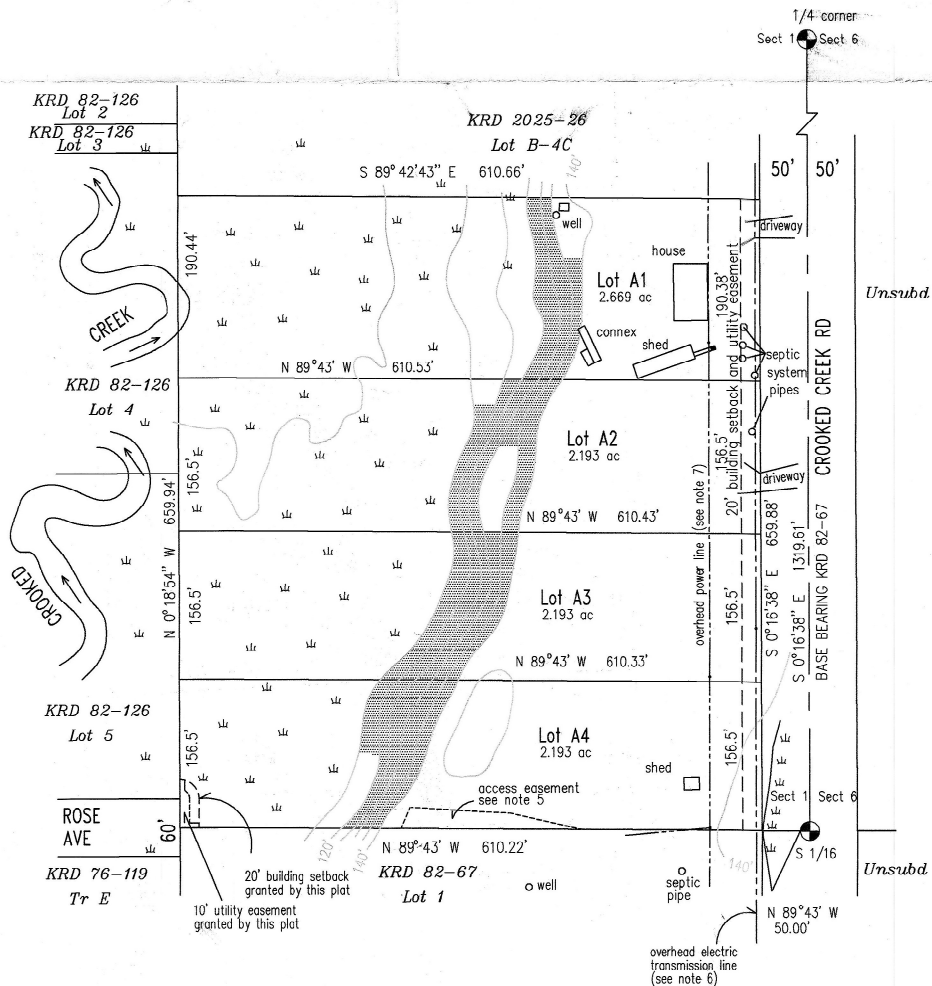 1/4 corner
Sect 1 Sect 6
KRD 82-126
Lot 2
KRD 82-126
Lot 3
KRD 2025-26
Lot B-4C
S 89°42'43" E 610.66'
140'
50' 50'
well
driveway
house
190.44'
Lot A1
2.669 ac
190.38'
Unsubd
CREEK
connex
shed
septic
system
pipes
N 89°43' W 610.53'
KRD 82-126
Lot 4
20' building setback and utility easement
CROOKED CREEK RD
Lot A2
2.193 ac
156.5'
156.5'
driveway
N 0°18'54" W 659.94'
N 89°43' W 610.43'
overhead power line (see note 7)
S 0°16'38" E 659.88'
S 0°16'38" E 1319.61'
BASE BEARING KRD 82-67
CROOKED
156.5'
Lot A3
2.193 ac
156.5'
N 89°43' W 610.33'
KRD 82-126
Lot 5
Lot A4
2.193 ac
156.5'
156.5'
shed
access easement
see note 5
Sect 1 Sect 6
ROSE
AVE
60'
N 89°43' W 610.22'
120'
140'
140'
S 1/16
KRD 76-119
Tr E
20' building setback
granted by this plat
KRD 82-67
Lot 1
well
septic
pipe
Unsubd
10' utility easement
granted by this plat
N 89°43' W
50.00'
overhead electric
transmission line
(see note 6)